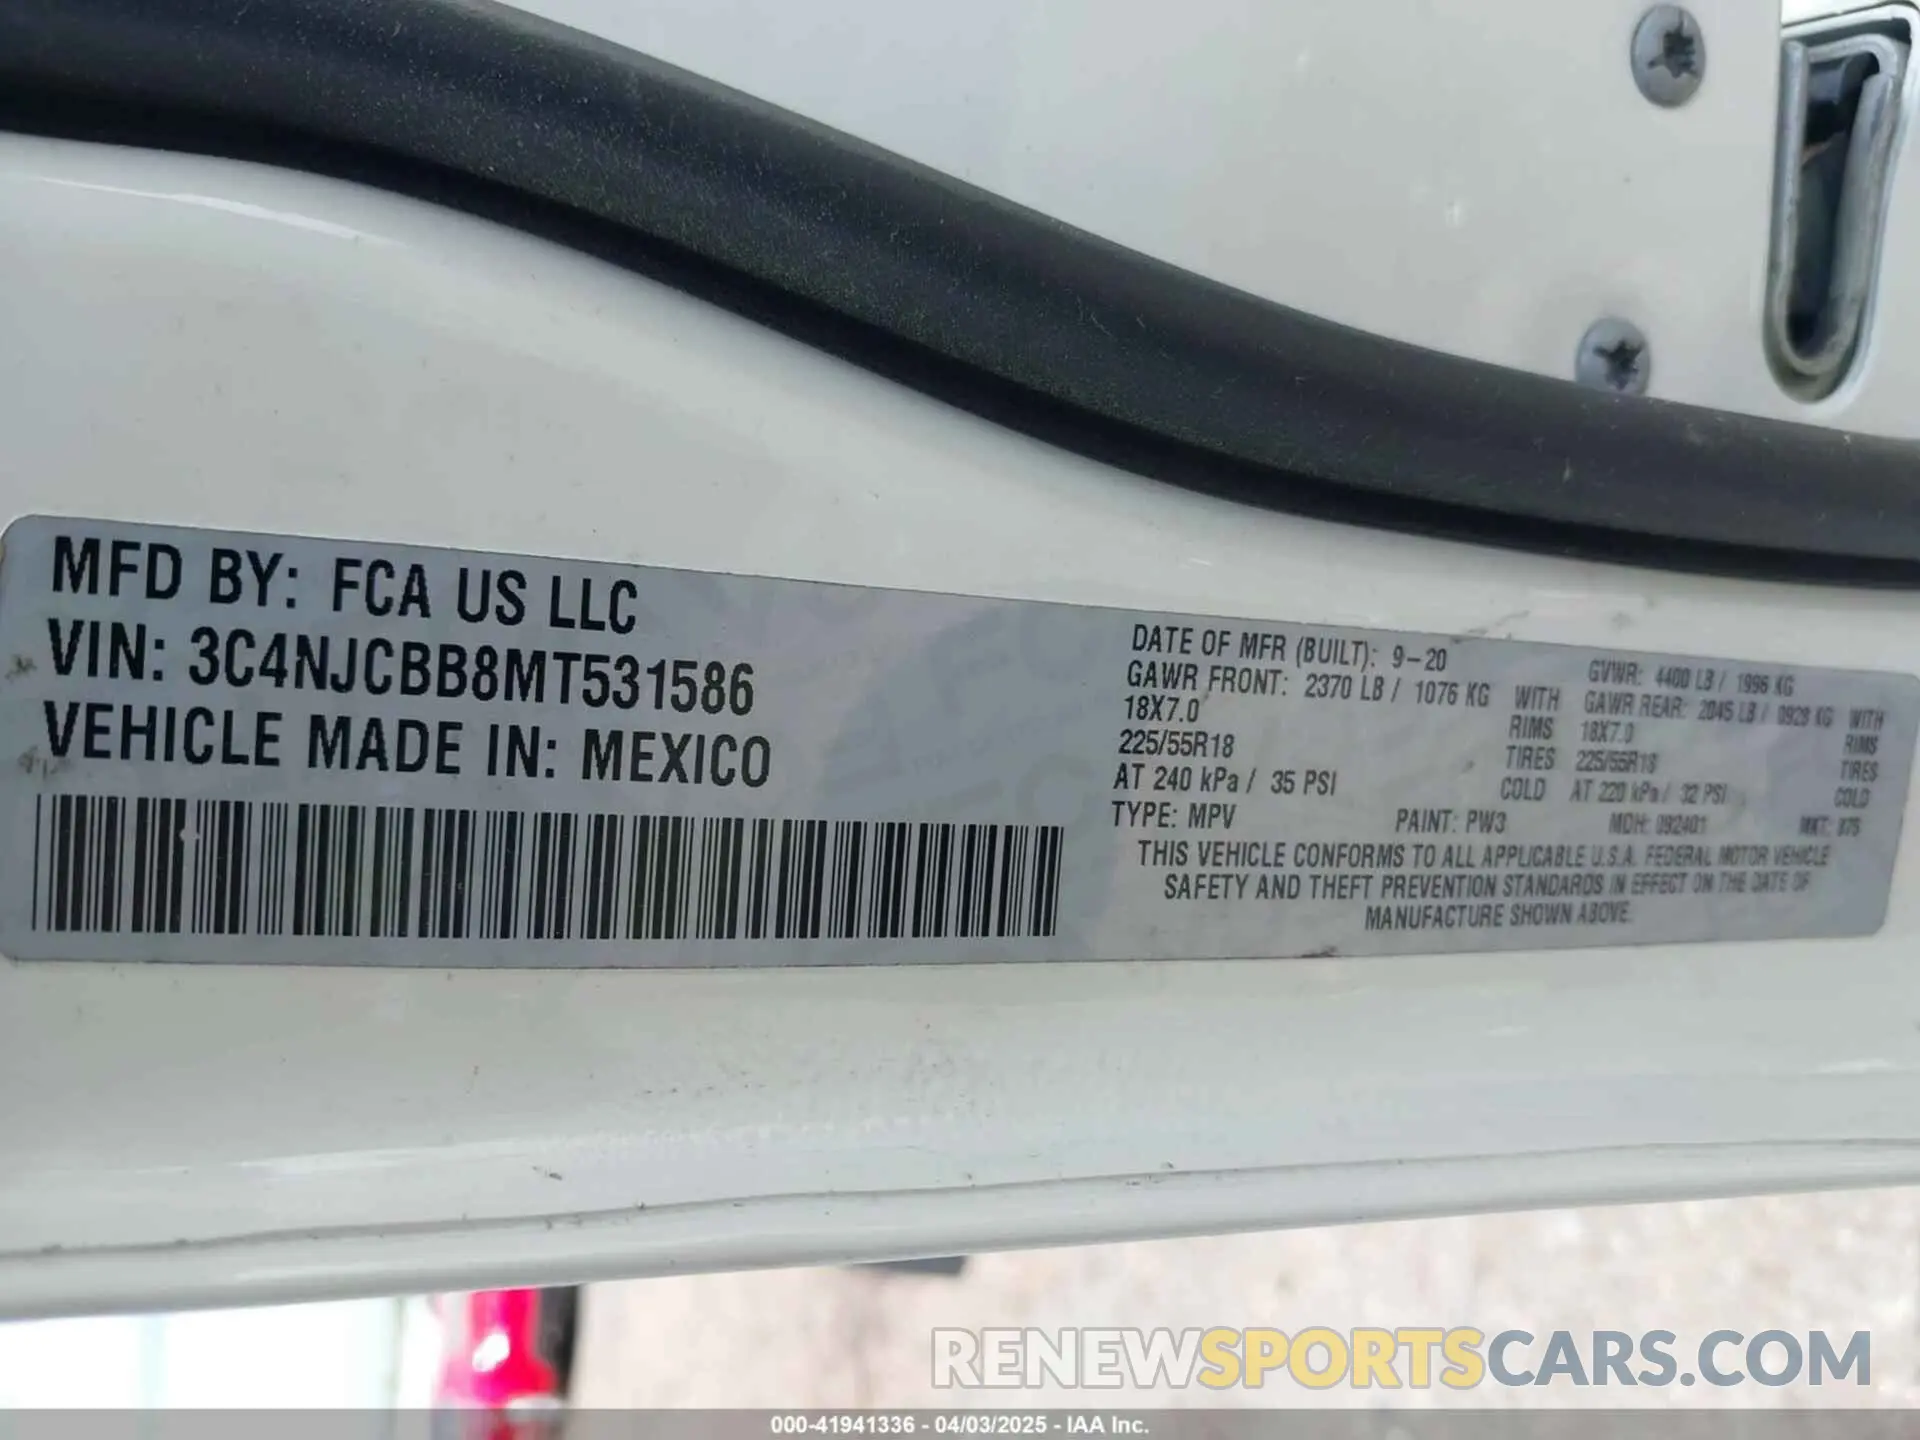 MFD BY: FCA US LLC
VIN: 3C4NJCBB8MT531586
VEHICLE MADE IN: MEXICO
DATE OF MFR (BUILT): 9-20 GVWR: 4400 LB / 1996 KG
GAWR FRONT: 2370 LB / 1076 KG WITH GAWR REAR: 2045 LB / 0928 KG WITH
18X7.0 RIMS 18X7.0 RIMS
225/55R18 TIRES 225/55R18 TIRES
AT 240 kPa / 35 PSI COLD AT 220 kPa / 32 PSI COLD
TYPE: MPV PAINT: PW3 MDH: 092401 MKT:
THIS VEHICLE CONFORMS TO ALL APPLICABLE U.S.A. FEDERAL MOTOR VEHICLE
SAFETY AND THEFT PREVENTION STANDARDS IN EFFECT ON THE DATE OF
MANUFACTURE SHOWN ABOVE.
RENEWSPORTSCARS.COM
000-41941336 - 04/03/2025 - IAA Inc.